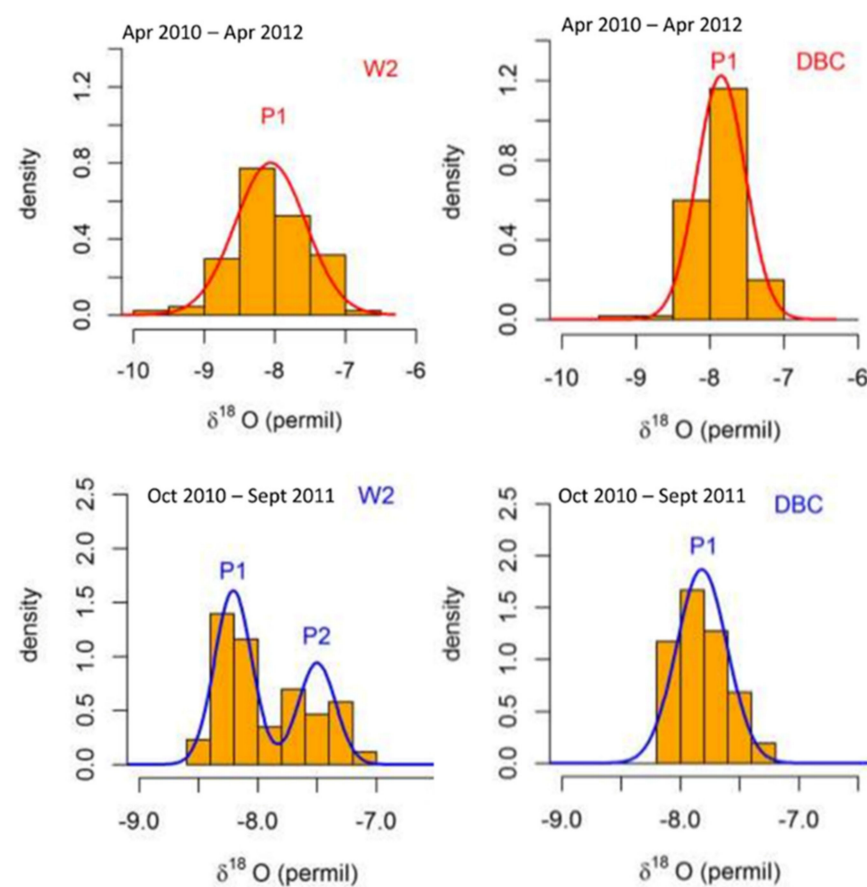 Apr 2010 – Apr 2012
W2
P1
density
1.2
0.8
0.4
0.0
-10 -9 -8 -7 -6
δ¹⁸ O (permil)
Apr 2010 – Apr 2012
P1
DBC
density
1.2
0.8
0.4
0.0
-10 -9 -8 -7 -6
δ¹⁸ O (permil)
Oct 2010 – Sept 2011
W2
P1
P2
density
2.5
2.0
1.5
1.0
0.5
0.0
-9.0 -8.0 -7.0
δ¹⁸ O (permil)
Oct 2010 – Sept 2011
DBC
P1
density
2.5
2.0
1.5
1.0
0.5
0.0
-9.0 -8.0 -7.0
δ¹⁸ O (permil)